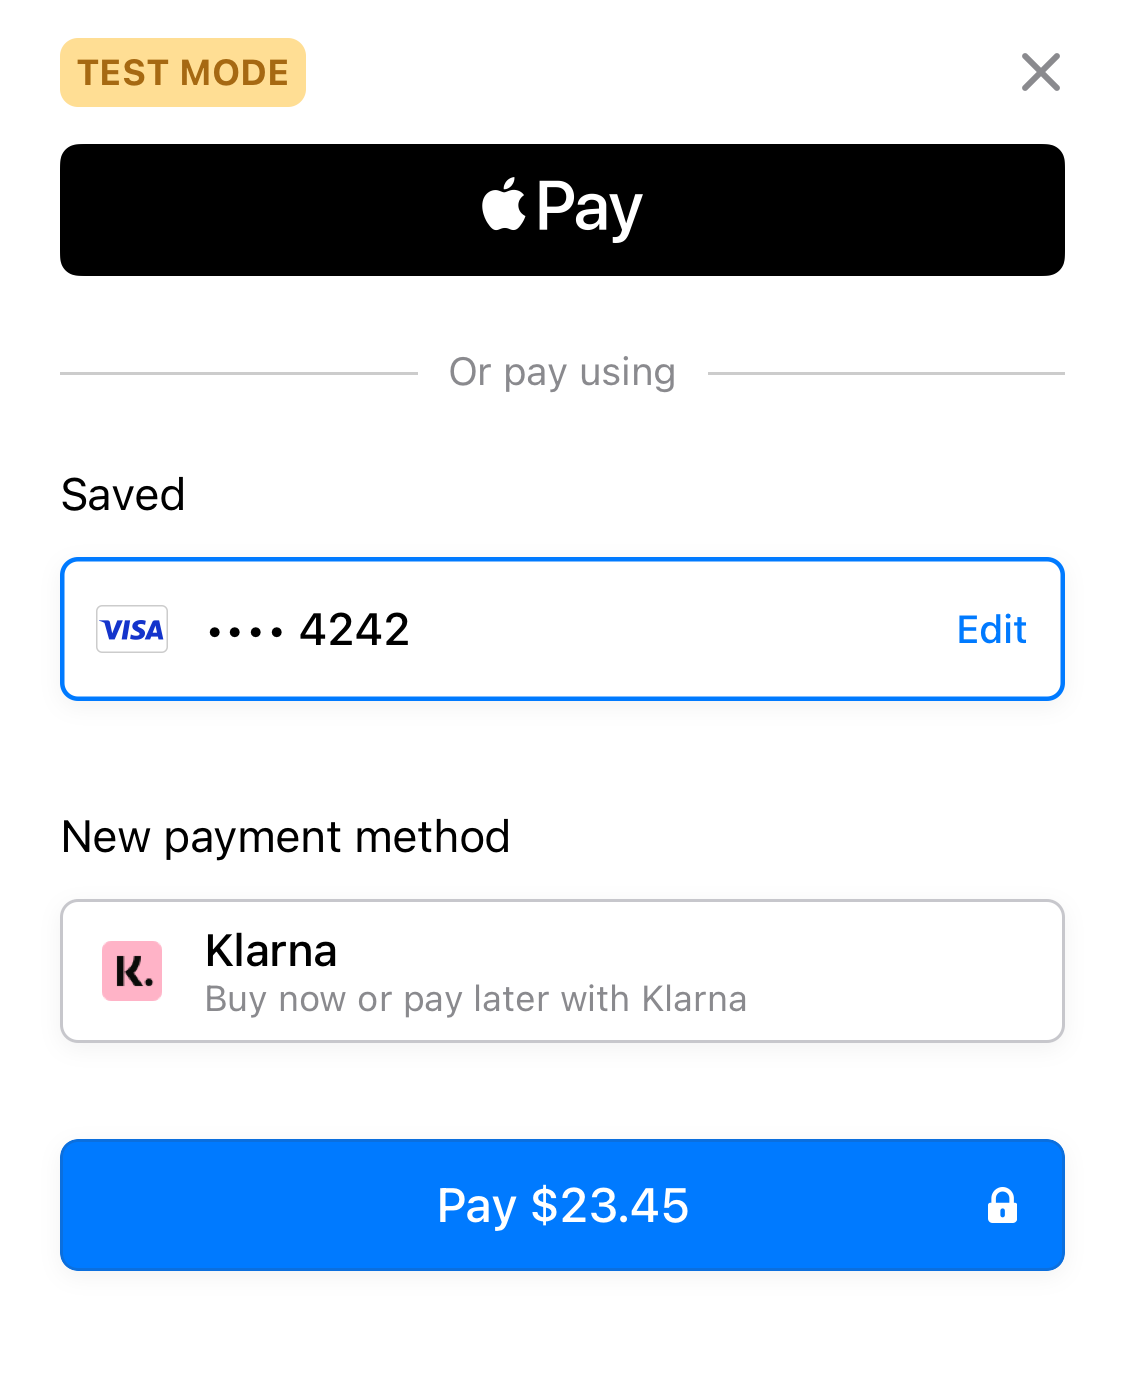 TEST MODE
Pay
Or pay using
Saved
VISA •••• 4242 Edit
New payment method
K. Klarna
Buy now or pay later with Klarna
Pay $23.45